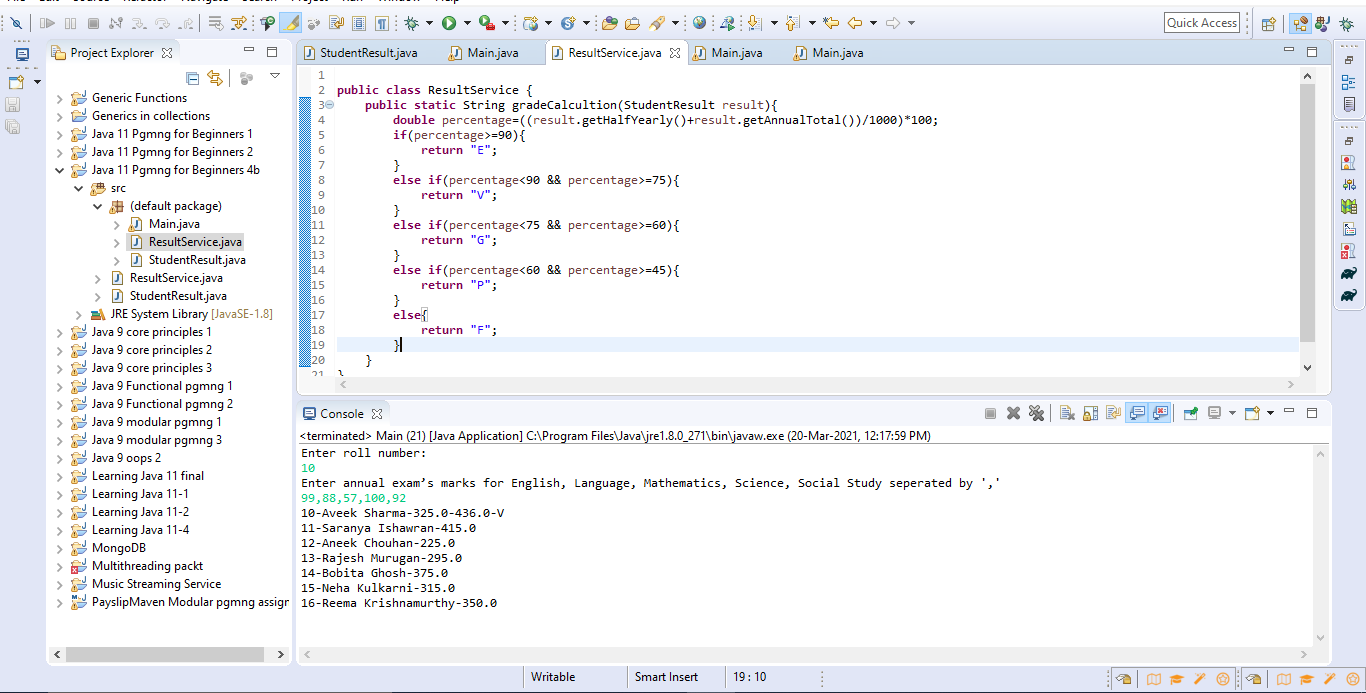 Quick Access
Project Explorer
Generic Functions
Generics in collections
Java 11 Pgmng for Beginners 1
Java 11 Pgmng for Beginners 2
Java 11 Pgmng for Beginners 4b
src
(default package)
Main.java
ResultService.java
StudentResult.java
ResultService.java
StudentResult.java
JRE System Library [JavaSE-1.8]
Java 9 core principles 1
Java 9 core principles 2
Java 9 core principles 3
Java 9 Functional pgmng 1
Java 9 Functional pgmng 2
Java 9 modular pgmng 1
Java 9 modular pgmng 3
Java 9 oops 2
Learning Java 11 final
Learning Java 11-1
Learning Java 11-2
Learning Java 11-4
MongoDB
Multithreading packt
Music Streaming Service
PayslipMaven Modular pgmng assigr
StudentResult.java Main.java ResultService.java Main.java Main.java
1
2 public class ResultService {
3 public static String gradeCalcultion(StudentResult result){
4 double percentage=((result.getHalfYearly()+result.getAnnualTotal())/1000)*100;
5 if(percentage>=90){
6 return "E";
7 }
8 else if(percentage<90 && percentage>=75){
9 return "V";
10 }
11 else if(percentage<75 && percentage>=60){
12 return "G";
13 }
14 else if(percentage<60 && percentage>=45){
15 return "P";
16 }
17 else{
18 return "F";
19 }
20 }
21 }
Console
<terminated> Main (21) [Java Application] C:\Program Files\Java\jre1.8.0_271\bin\javaw.exe (20-Mar-2021, 12:17:59 PM)
Enter roll number:
10
Enter annual exam’s marks for English, Language, Mathematics, Science, Social Study seperated by ','
99,88,57,100,92
10-Aveek Sharma-325.0-436.0-V
11-Saranya Ishawran-415.0
12-Aneek Chouhan-225.0
13-Rajesh Murugan-295.0
14-Bobita Ghosh-375.0
15-Neha Kulkarni-315.0
16-Reema Krishnamurthy-350.0
Writable Smart Insert 19 : 10